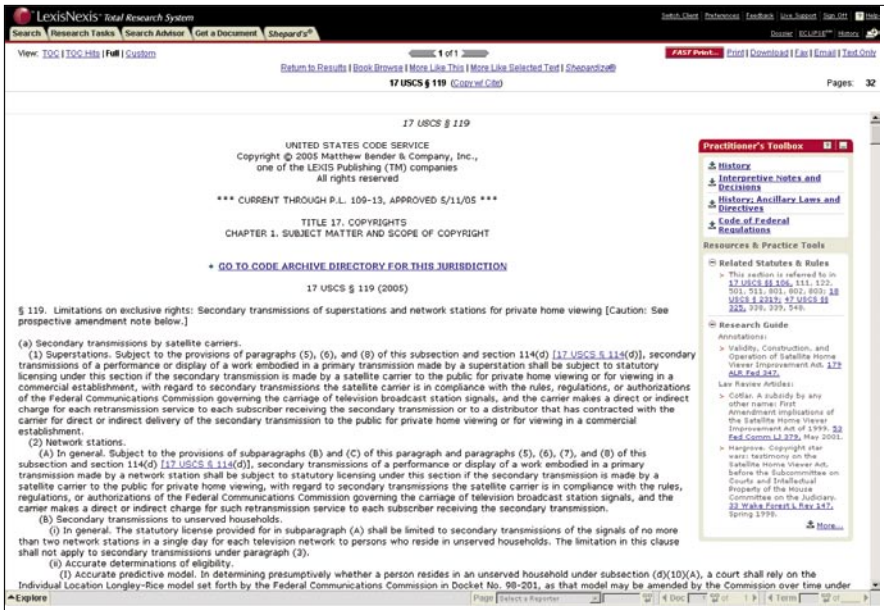 LexisNexis™ Total Research System
Switch Client | Preferences | Feedback | Live Support | Sign Off | ? Help
Search Research Tasks Search Advisor Get a Document Shepard's®
Dossier | ECLIPSE™ | History
View: TOC | TOC Hits | Full | Custom
1 of 1
FAST Print... Print | Download | Fax | Email | Text Only
Return to Results | Book Browse | More Like This | More Like Selected Text | Shepardize®
17 USCS § 119 (Copy w/ Cite)
Pages: 32
17 USCS § 119
UNITED STATES CODE SERVICE
Copyright © 2005 Matthew Bender & Company, Inc.,
one of the LEXIS Publishing (TM) companies
All rights reserved
*** CURRENT THROUGH P.L. 109-13, APPROVED 5/11/05 ***
TITLE 17. COPYRIGHTS
CHAPTER 1. SUBJECT MATTER AND SCOPE OF COPYRIGHT
+ GO TO CODE ARCHIVE DIRECTORY FOR THIS JURISDICTION
17 USCS § 119 (2005)
§ 119. Limitations on exclusive rights: Secondary transmissions of superstations and network stations for private home viewing [Caution: See
prospective amendment note below.]
(a) Secondary transmissions by satellite carriers.
(1) Superstations. Subject to the provisions of paragraphs (5), (6), and (8) of this subsection and section 114(d) [17 USCS § 114(d)], secondary
transmissions of a performance or display of a work embodied in a primary transmission made by a superstation shall be subject to statutory
licensing under this section if the secondary transmission is made by a satellite carrier to the public for private home viewing or for viewing in a
commercial establishment, with regard to secondary transmissions the satellite carrier is in compliance with the rules, regulations, or authorizations
of the Federal Communications Commission governing the carriage of television broadcast station signals, and the carrier makes a direct or indirect
charge for each retransmission service to each subscriber receiving the secondary transmission or to a distributor that has contracted with the
carrier for direct or indirect delivery of the secondary transmission to the public for private home viewing or for viewing in a commercial
establishment.
(2) Network stations.
(A) In general. Subject to the provisions of subparagraphs (B) and (C) of this paragraph and paragraphs (5), (6), (7), and (8) of this
subsection and section 114(d) [17 USCS § 114(d)], secondary transmissions of a performance or display of a work embodied in a primary
transmission made by a network station shall be subject to statutory licensing under this section if the secondary transmission is made by a
satellite carrier to the public for private home viewing, with regard to secondary transmissions the satellite carrier is in compliance with the rules,
regulations, or authorizations of the Federal Communications Commission governing the carriage of television broadcast station signals, and the
carrier makes a direct or indirect charge for such retransmission service to each subscriber receiving the secondary transmission.
(B) Secondary transmissions to unserved households.
(i) In general. The statutory license provided for in subparagraph (A) shall be limited to secondary transmissions of the signals of no more
than two network stations in a single day for each television network to persons who reside in unserved households. The limitation in this clause
shall not apply to secondary transmissions under paragraph (3).
(ii) Accurate determinations of eligibility.
(I) Accurate predictive model. In determining presumptively whether a person resides in an unserved household under subsection (d)(10)(A), a court shall rely on the
Individual Location Longley-Rice model set forth by the Federal Communications Commission in Docket No. 98-201, as that model may be amended by the Commission over time under
Practitioner's Toolbox
History
Interpretive Notes and
Decisions
History; Ancillary Laws and
Directives
Code of Federal
Regulations
Resources & Practice Tools
Related Statutes & Rules
> This section is referred to in
17 USCS §§ 106, 111, 122,
501, 511, 801, 802, 803; 18
USCS § 2319; 47 USCS §§
325, 338, 339, 548.
Research Guide
Annotations:
> Validity, Construction, and
Operation of Satellite Home
Viewer Improvement Act. 179
ALR Fed 347.
Law Review Articles:
> Cotlar. A subsidy by any
other name: First
Amendment implications of
the Satellite Home Viewer
Improvement Act of 1999. 53
Fed Comm LJ 379, May 2001.
> Hargrove. Copyright star
wars: testimony on the
Satellite Home Viewer Act,
before the Subcommittee on
Courts and Intellectual
Property of the House
Committee on the Judiciary.
33 Wake Forest L Rev 147,
Spring 1998.
More...
Explore
Page Select a Reporter
Doc 1 of 1
Term of